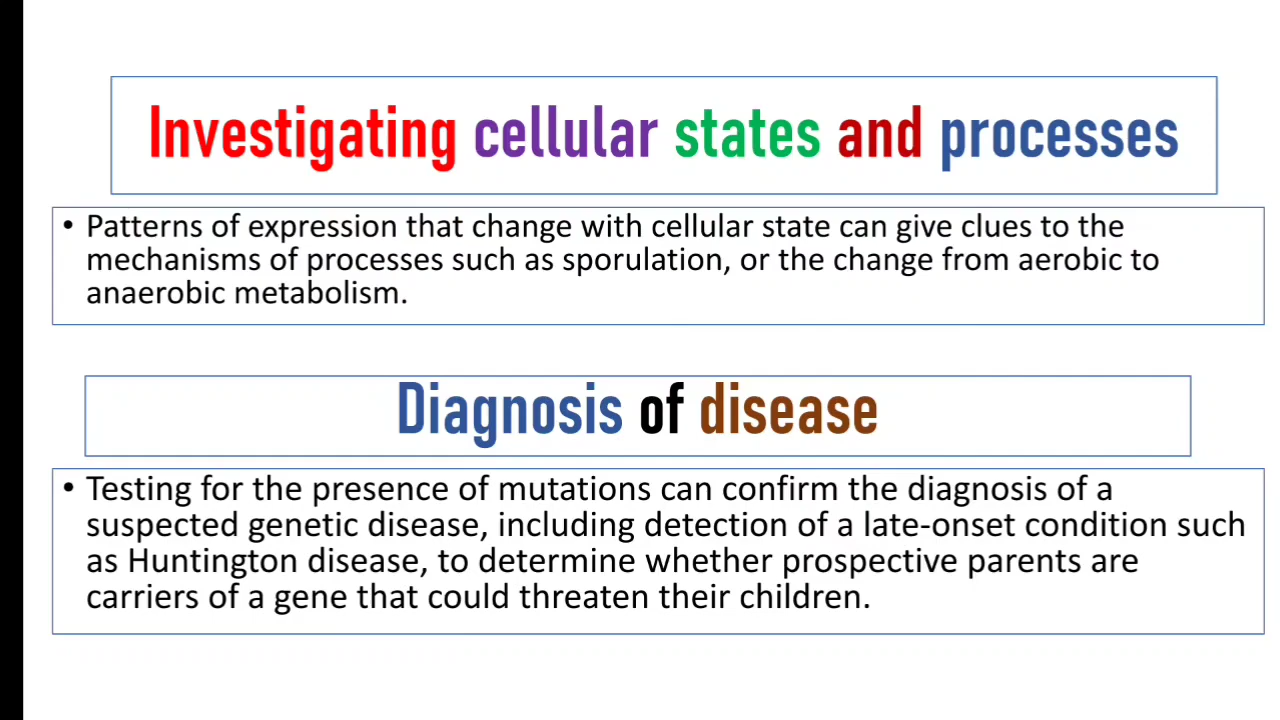 Investigating cellular states and processes
• Patterns of expression that change with cellular state can give clues to the
mechanisms of processes such as sporulation, or the change from aerobic to
anaerobic metabolism.
Diagnosis of disease
• Testing for the presence of mutations can confirm the diagnosis of a
suspected genetic disease, including detection of a late-onset condition such
as Huntington disease, to determine whether prospective parents are
carriers of a gene that could threaten their children.